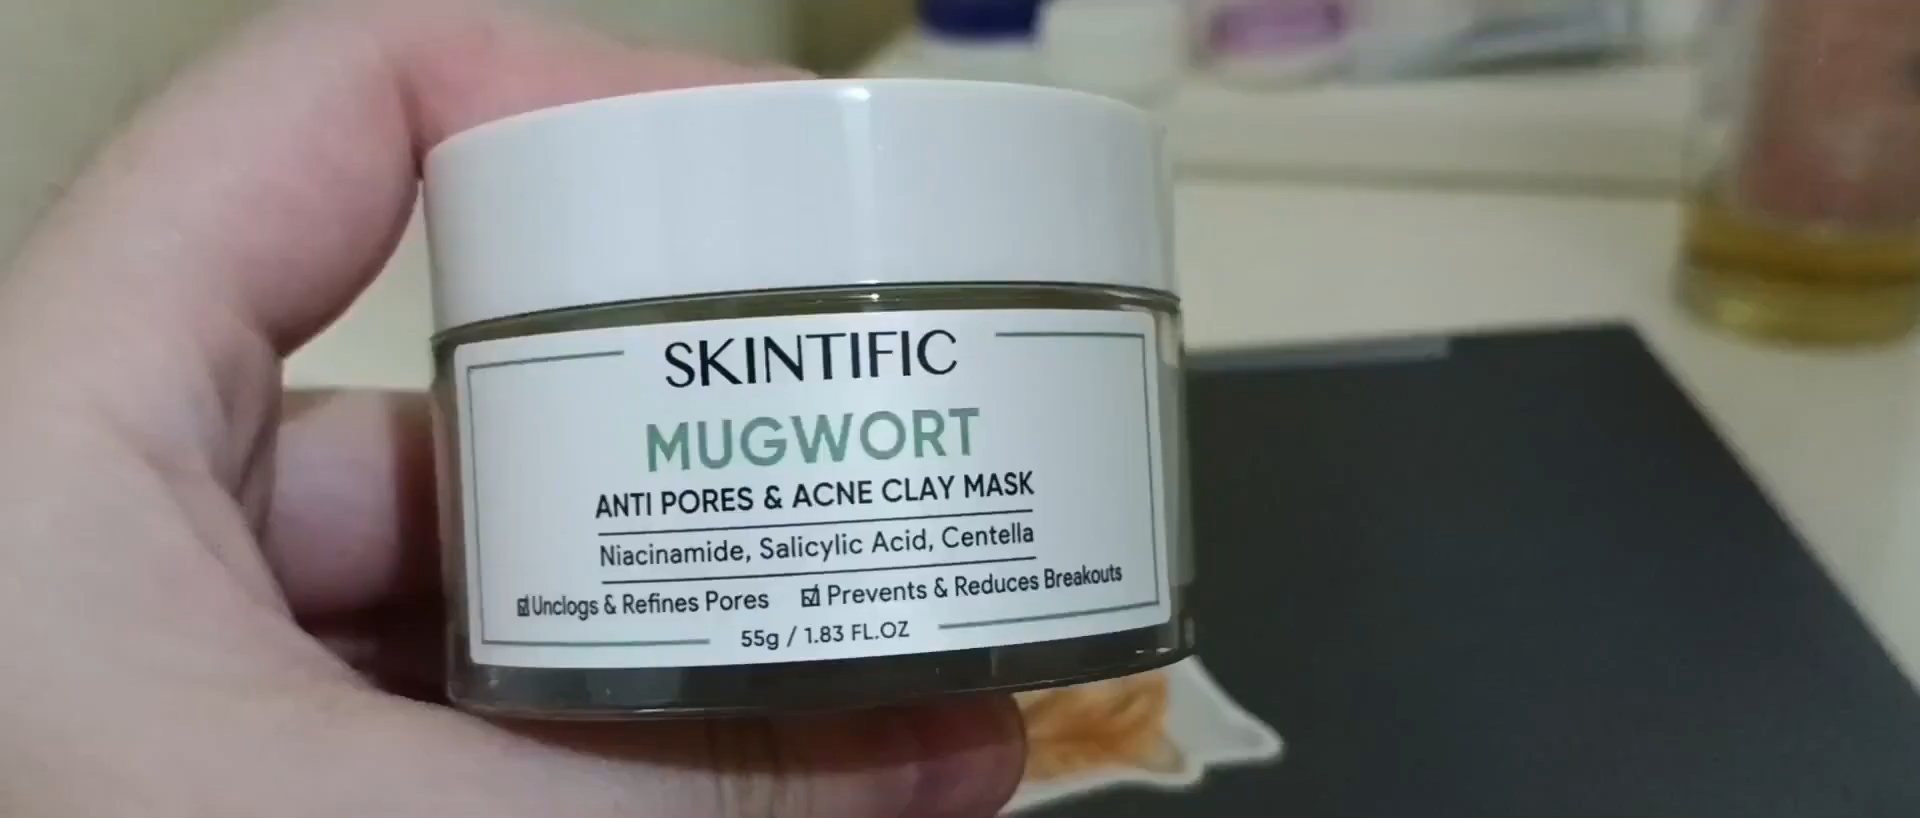 SKINTIFIC
MUGWORT
ANTI PORES & ACNE CLAY MASK
Niacinamide, Salicylic Acid, Centella
☑Unclogs & Refines Pores ☑ Prevents & Reduces Breakouts
55g / 1.83 FL.OZ